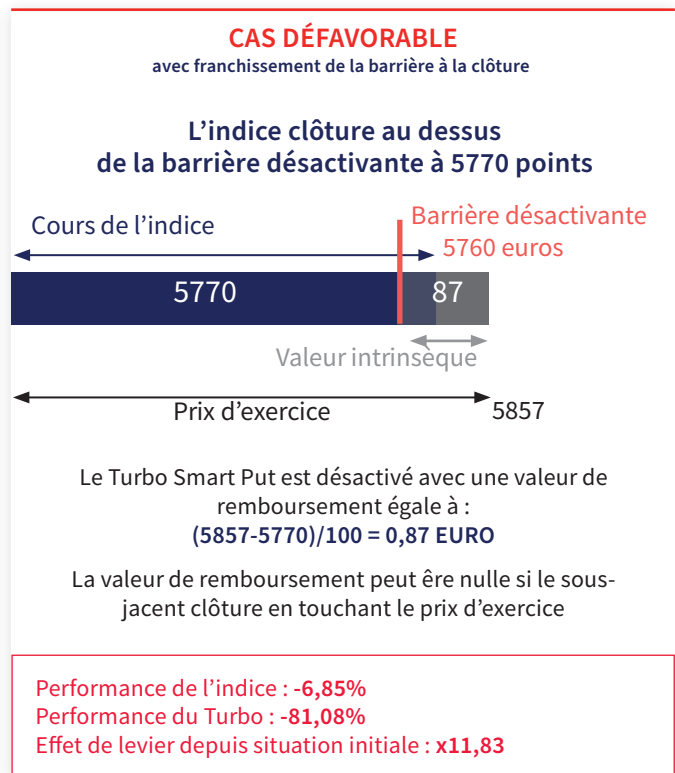 CAS DÉFAVORABLE
avec franchissement de la barrière à la clôture
L'indice clôture au dessus
de la barrière désactivante à 5770 points
Cours de l'indice
Barrière désactivante
5760 euros
5770
87
Valeur intrinsèque
Prix d'exercice
5857
Le Turbo Smart Put est désactivé avec une valeur de
remboursement égale à :
(5857-5770)/100 = 0,87 EURO
La valeur de remboursement peut êre nulle si le sous-
jacent clôture en touchant le prix d'exercice
Performance de l'indice : -6,85%
Performance du Turbo : -81,08%
Effet de levier depuis situation initiale : x11,83